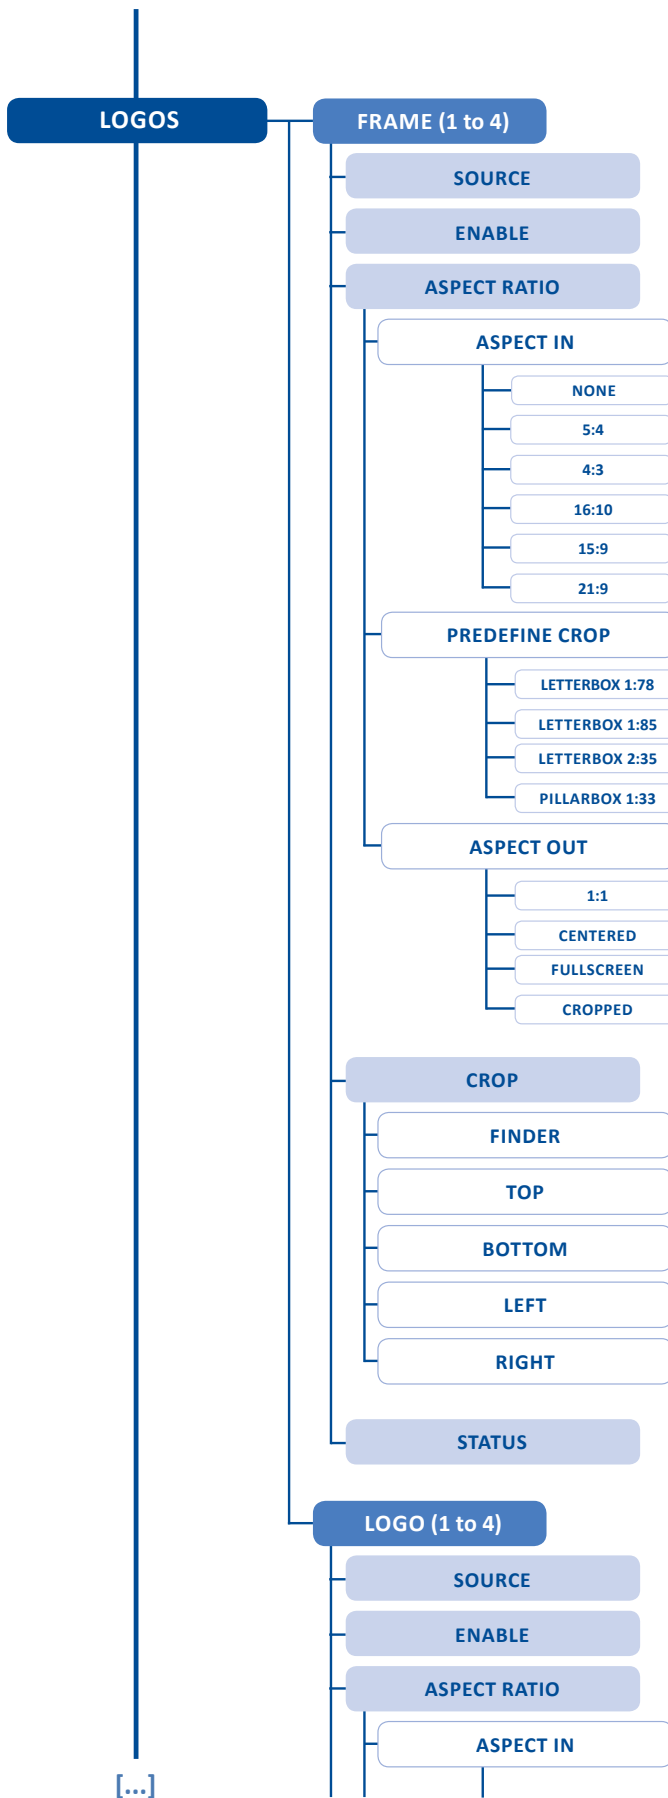 LOGOS
FRAME (1 to 4)
SOURCE
ENABLE
ASPECT RATIO
ASPECT IN
NONE
5:4
4:3
16:10
15:9
21:9
PREDEFINE CROP
LETTERBOX 1:78
LETTERBOX 1:85
LETTERBOX 2:35
PILLARBOX 1:33
ASPECT OUT
1:1
CENTERED
FULLSCREEN
CROPPED
CROP
FINDER
TOP
BOTTOM
LEFT
RIGHT
STATUS
LOGO (1 to 4)
SOURCE
ENABLE
ASPECT RATIO
ASPECT IN
[...]